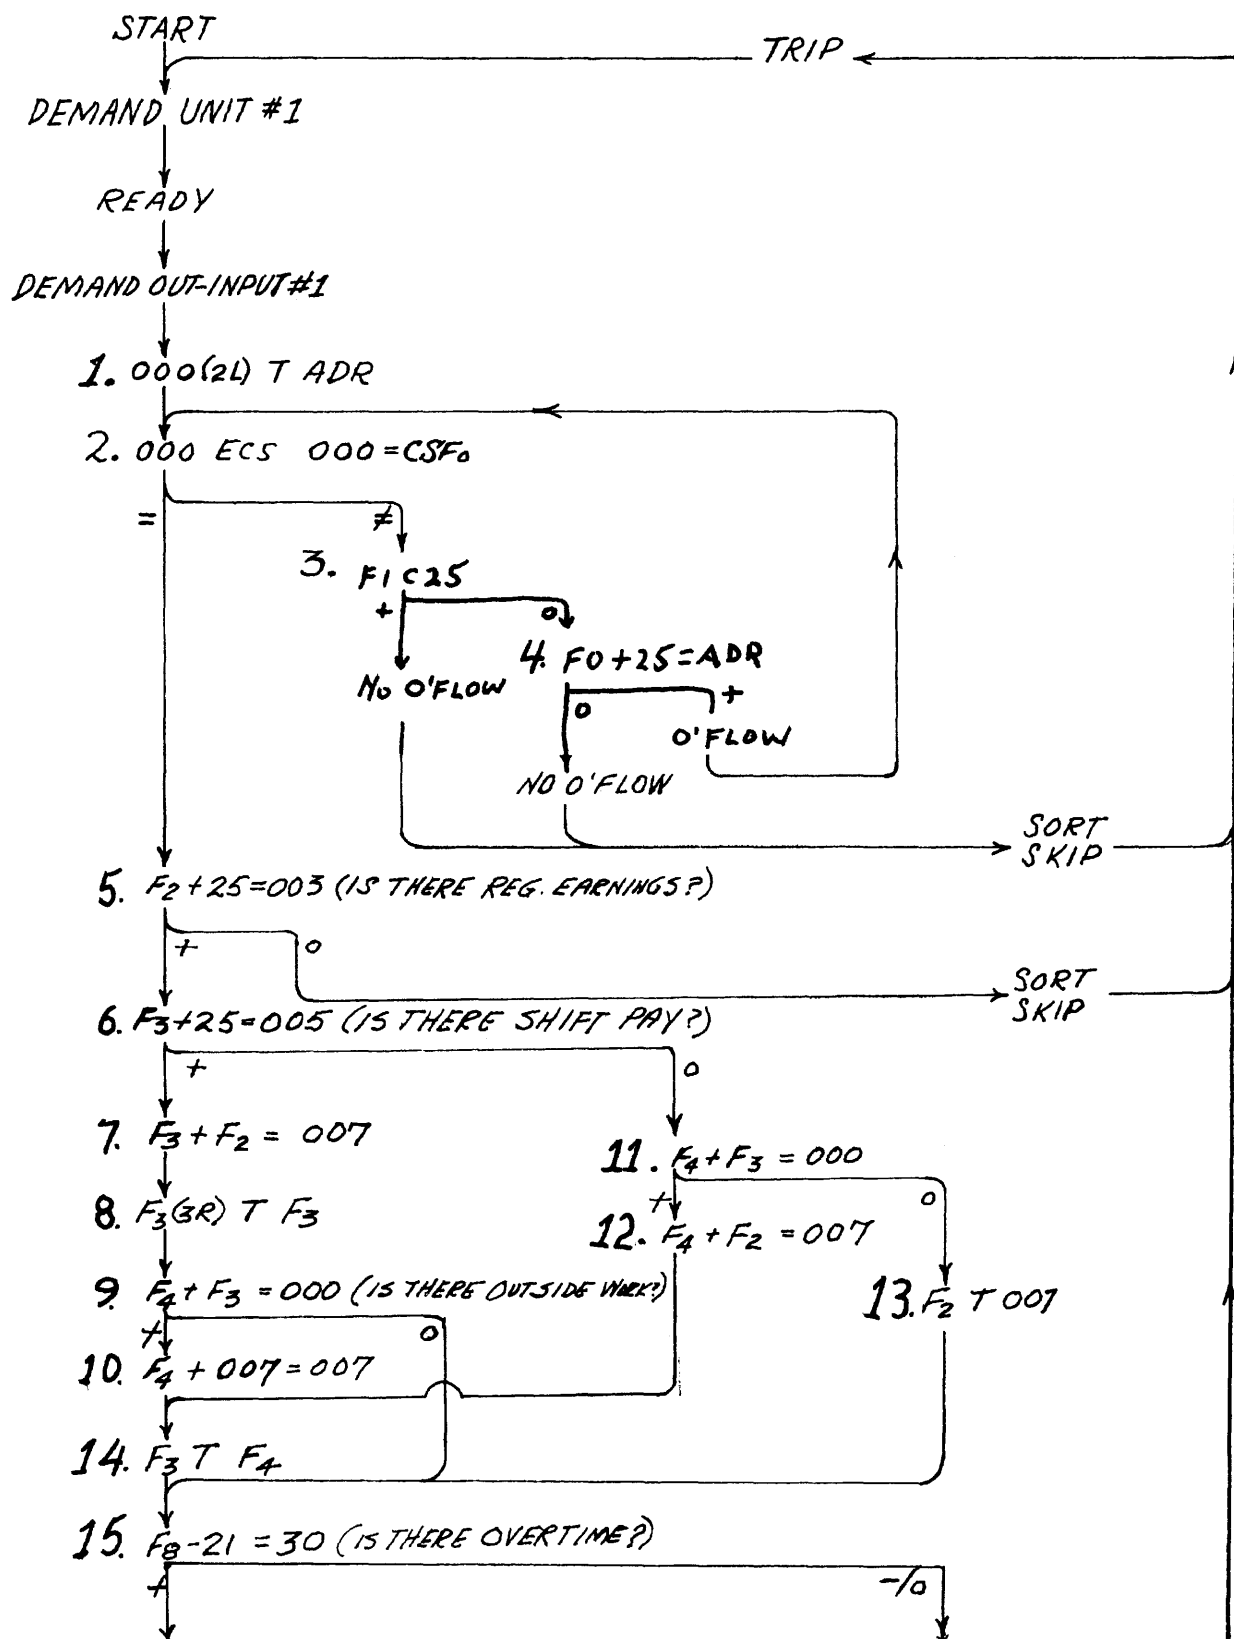 START
TRIP
DEMAND UNIT #1
READY
DEMAND OUT-INPUT #1
1. 000(2L) T ADR
2. 000 ECS 000 = CSF0
=
≠
3. F1 C 25
+
0
NO O'FLOW
4. F0 + 25 = ADR
0
+
O'FLOW
NO O'FLOW
SORT
SKIP
5. F2 + 25 = 003 (IS THERE REG. EARNINGS?)
+
0
SORT
SKIP
6. F3 + 25 = 005 (IS THERE SHIFT PAY?)
+
0
7. F3 + F2 = 007
11. F4 + F3 = 000
+
0
8. F3 (3R) T F3
12. F4 + F2 = 007
9. F4 + F3 = 000 (IS THERE OUTSIDE WORK?)
13. F2 T 007
+
0
10. F4 + 007 = 007
14. F3 T F4
15. F8 - 21 = 30 (IS THERE OVERTIME?)
+
-/0